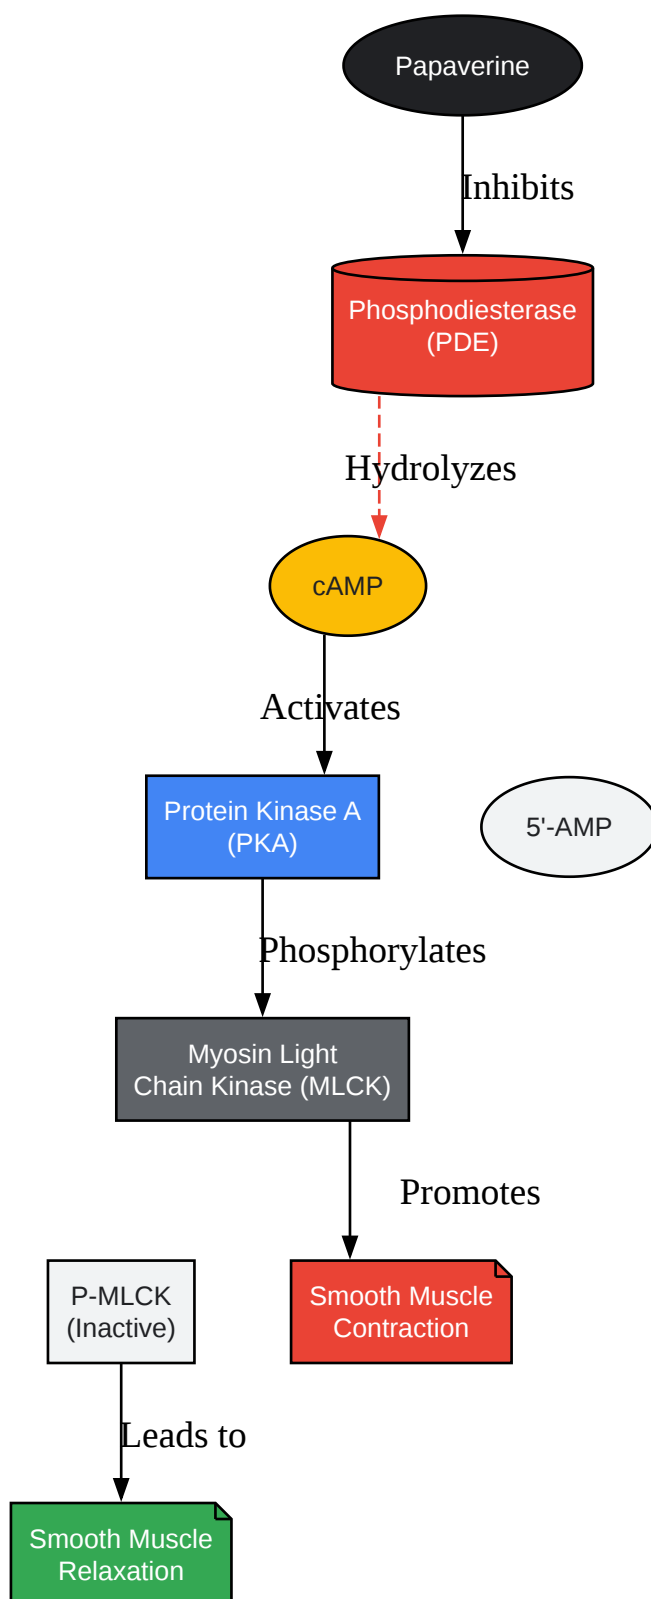 Papaverine
Inhibits
Phosphodiesterase
(PDE)
Hydrolyzes
cAMP
Activates
Protein Kinase A
(PKA)
5'-AMP
Phosphorylates
Myosin Light
Chain Kinase (MLCK)
Promotes
P-MLCK
(Inactive)
Smooth Muscle
Contraction
Leads to
Smooth Muscle
Relaxation